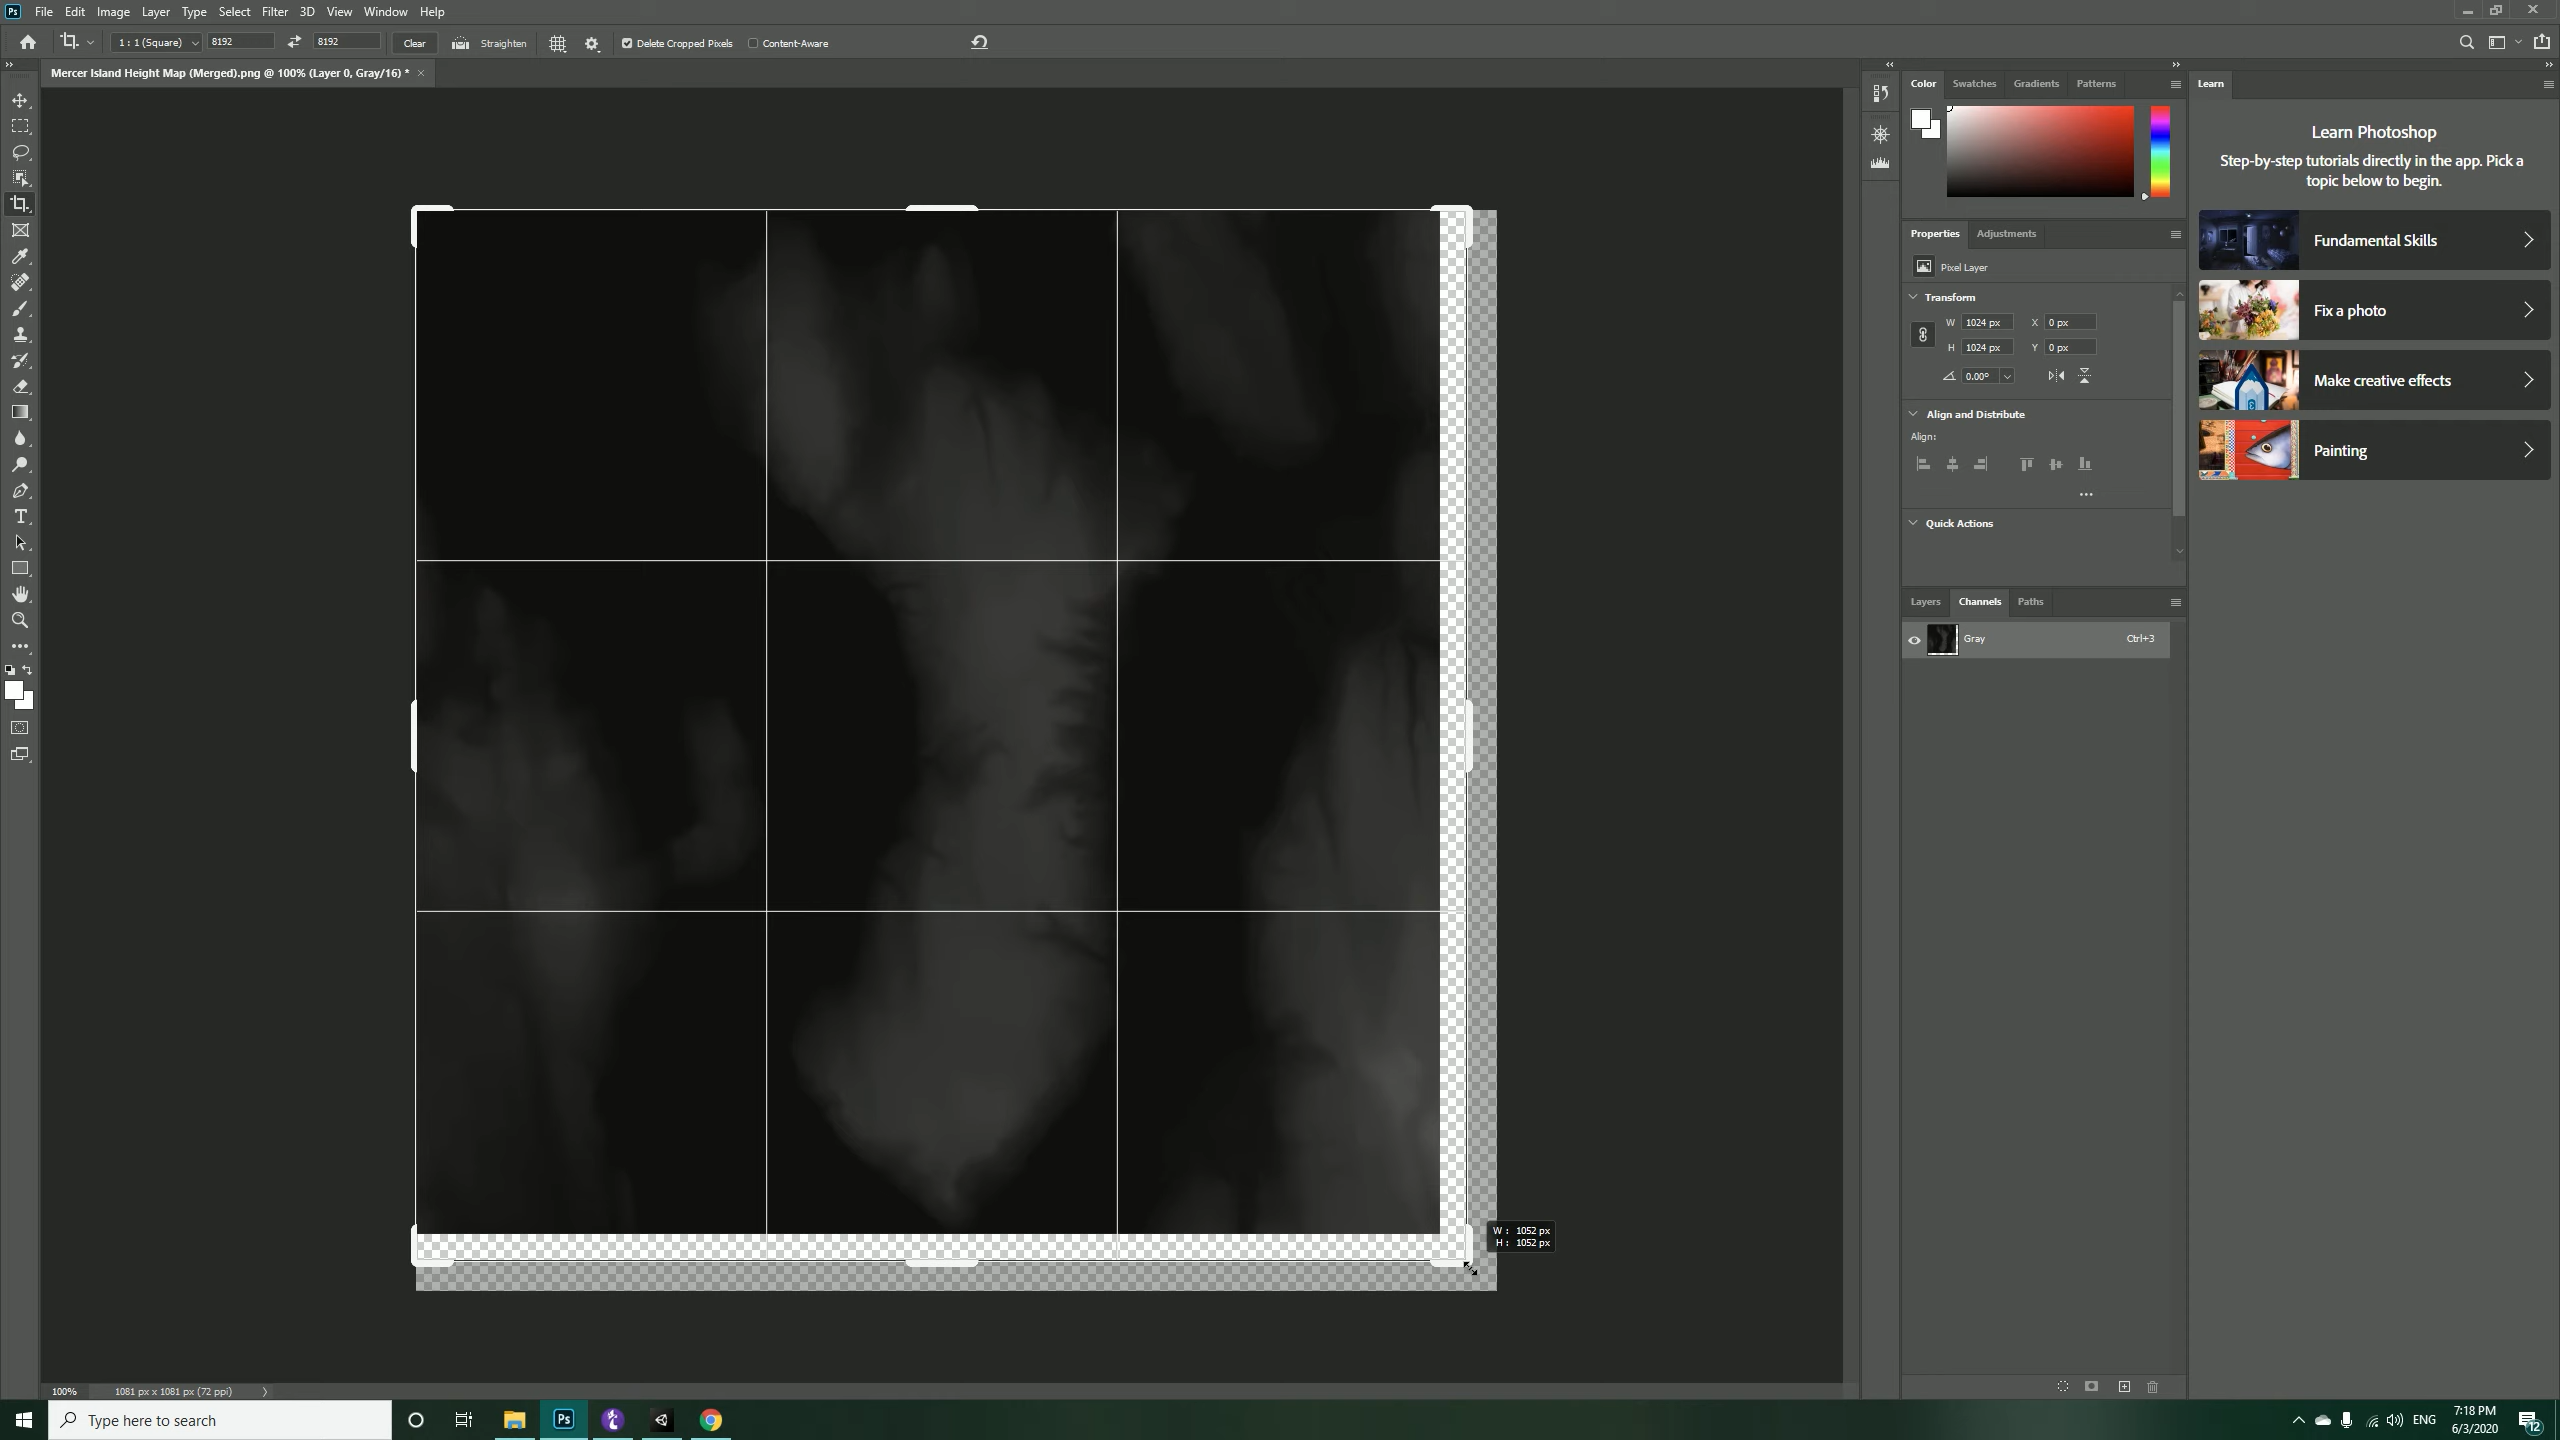 Ps File Edit Image Layer Type Select Filter 3D View Window Help
1 : 1 (Square) 8192 8192 Clear Straighten Delete Cropped Pixels Content-Aware
Mercer Island Height Map (Merged).png @ 100% (Layer 0, Gray/16) *
Color Swatches Gradients Patterns
Learn
Learn Photoshop
Step-by-step tutorials directly in the app. Pick a
topic below to begin.
Fundamental Skills
Fix a photo
Make creative effects
Painting
Properties Adjustments
Pixel Layer
Transform
W 1024 px X 0 px
H 1024 px Y 0 px
0.00°
Align and Distribute
Align:
Quick Actions
Layers Channels Paths
Gray Ctrl+3
W : 1052 px
H : 1052 px
100% 1081 px x 1081 px (72 ppi)
Type here to search
Ps
ENG
7:18 PM
6/3/2020
12